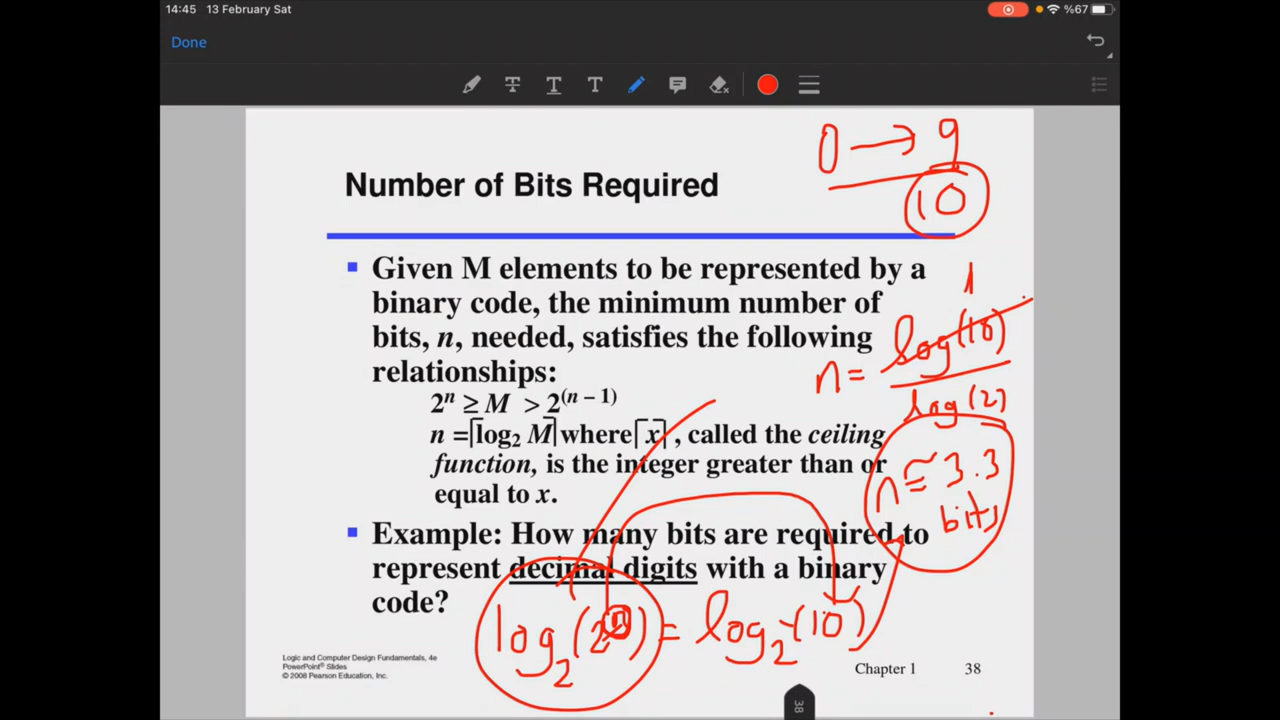 14:45 13 February Sat
%67
Done
0 → 9
10
Number of Bits Required
Given M elements to be represented by a
binary code, the minimum number of
bits, n, needed, satisfies the following
relationships:
2ⁿ ≥ M > 2⁽ⁿ ⁻ ¹⁾
n =⌈log₂ M⌉ where ⌈x⌉ , called the ceiling
function, is the integer greater than or
equal to x.
1
n = log(10)
log(2)
n ≅ 3.3
bits
Example: How many bits are required to
represent decimal digits with a binary
code?
log₂(2ⁿ) = log₂(10)
Logic and Computer Design Fundamentals, 4e
PowerPoint® Slides
© 2008 Pearson Education, Inc.
Chapter 1 38
38